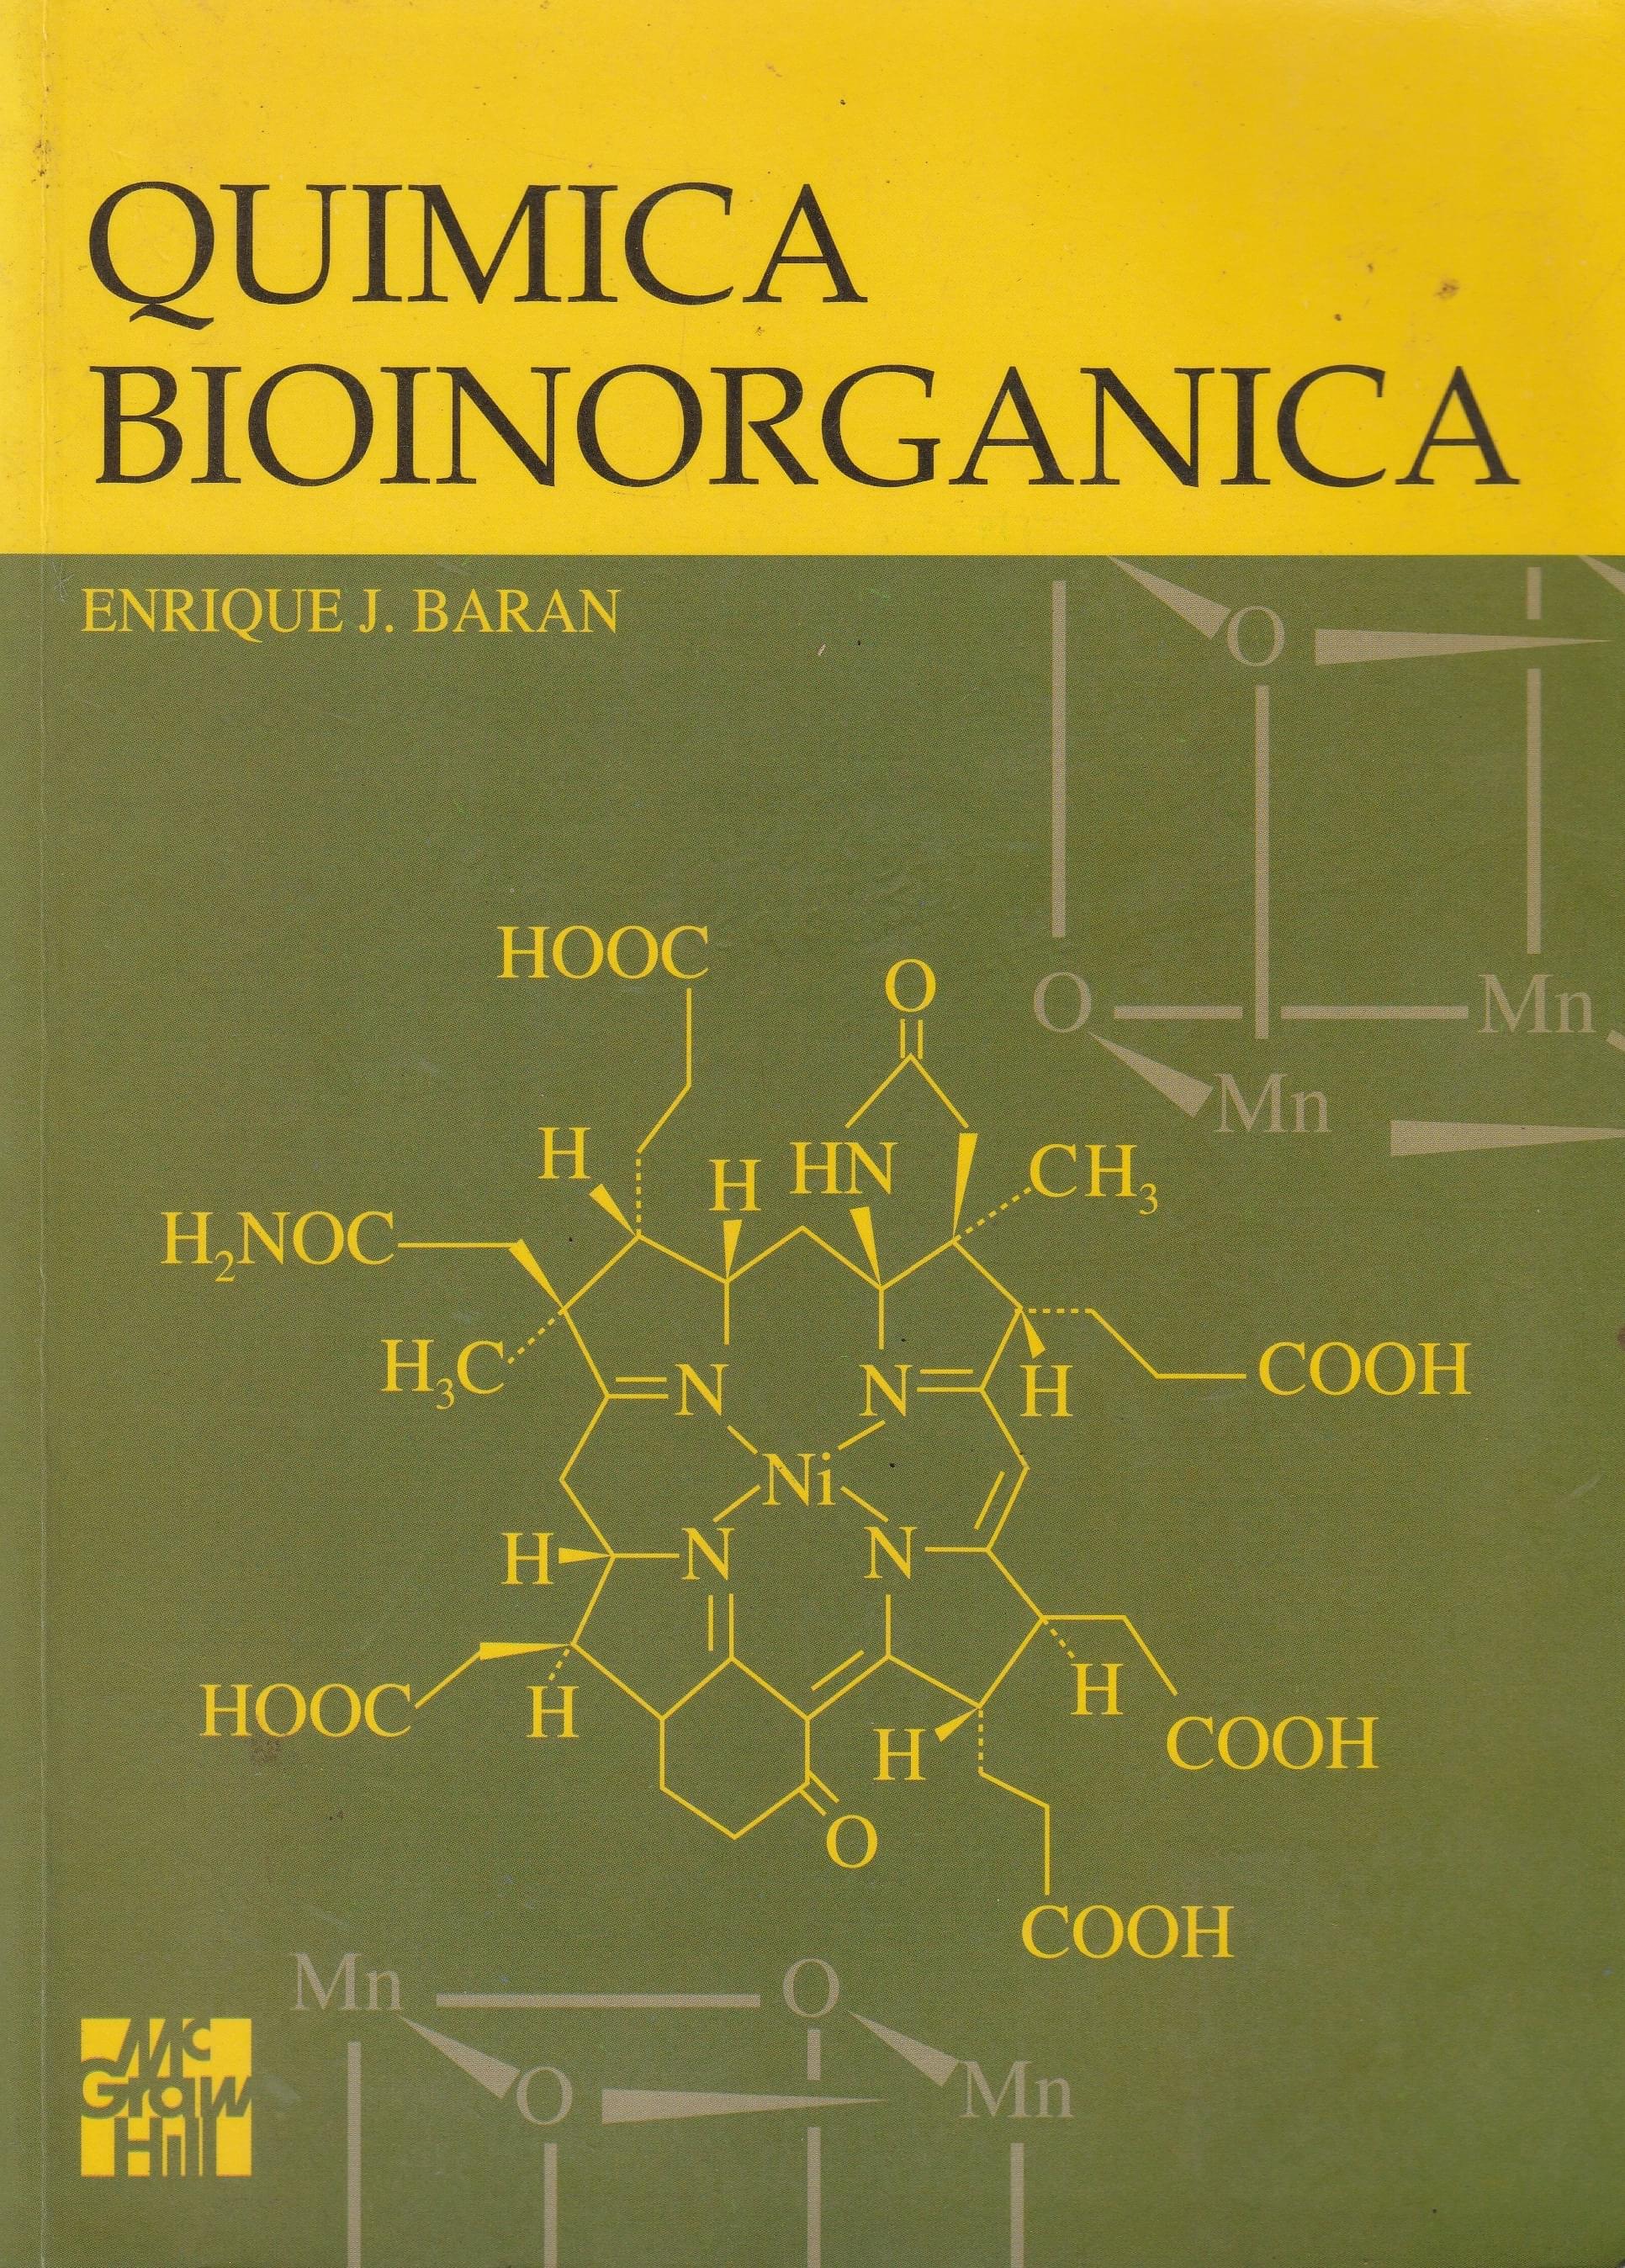 QUIMICA
BIOINORGANICA
ENRIQUE J. BARAN
O
O
Mn
Mn
HOOC
O
H
H
HN
CH₃
H₂NOC
H₃C
N
N
H
COOH
Ni
H
N
N
HOOC
H
H
H
COOH
O
COOH
Mn
O
O
Mn
Mc
Graw
Hill